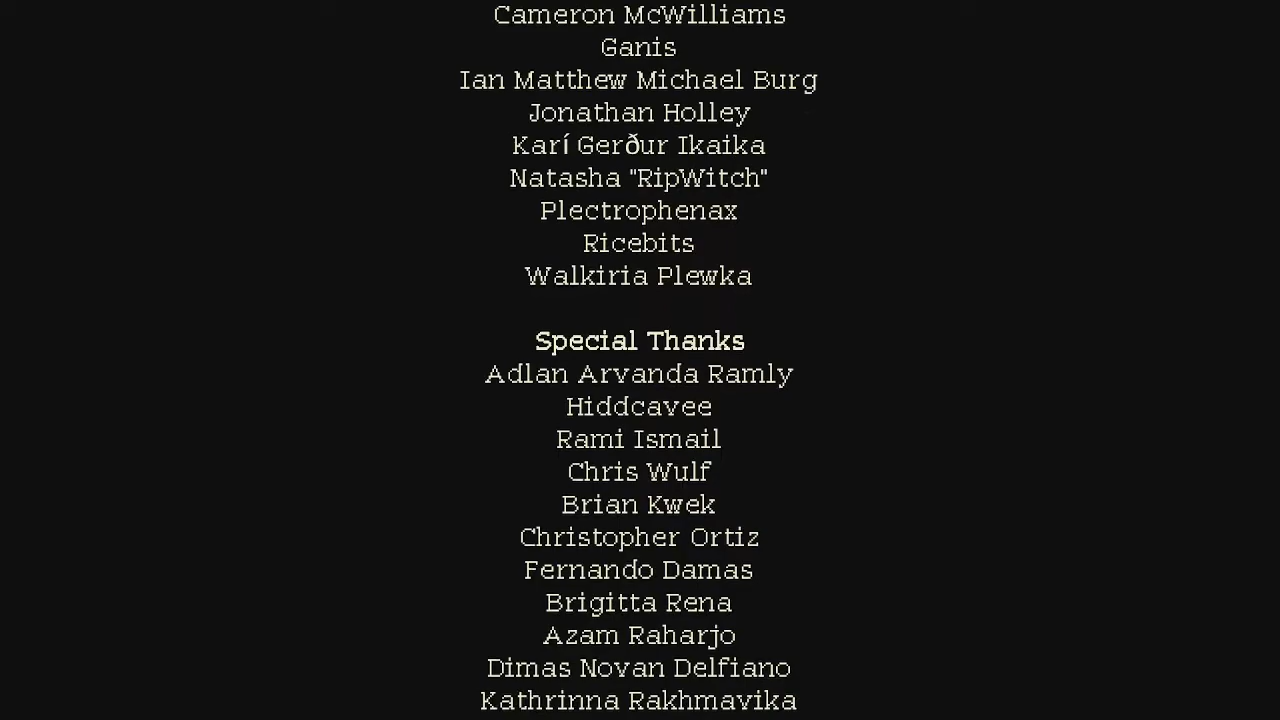 Cameron McWilliams
Ganis
Ian Matthew Michael Burg
Jonathan Holley
Karí Gerður Ikaika
Natasha "RipWitch"
Plectrophenax
Ricebits
Walkiria Plewka
Special Thanks
Adlan Arvanda Ramly
Hiddcavee
Rami Ismail
Chris Wulf
Brian Kwek
Christopher Ortiz
Fernando Damas
Brigitta Rena
Azam Raharjo
Dimas Novan Delfiano
Kathrinna Rakhmavika